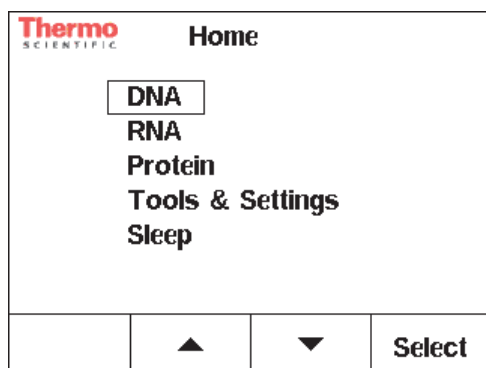 Thermo
SCIENTIFIC
Home
DNA
RNA
Protein
Tools & Settings
Sleep
Select